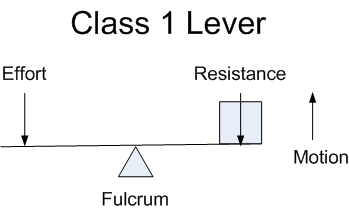 Class 1 Lever
Effort
Resistance
Motion
Fulcrum